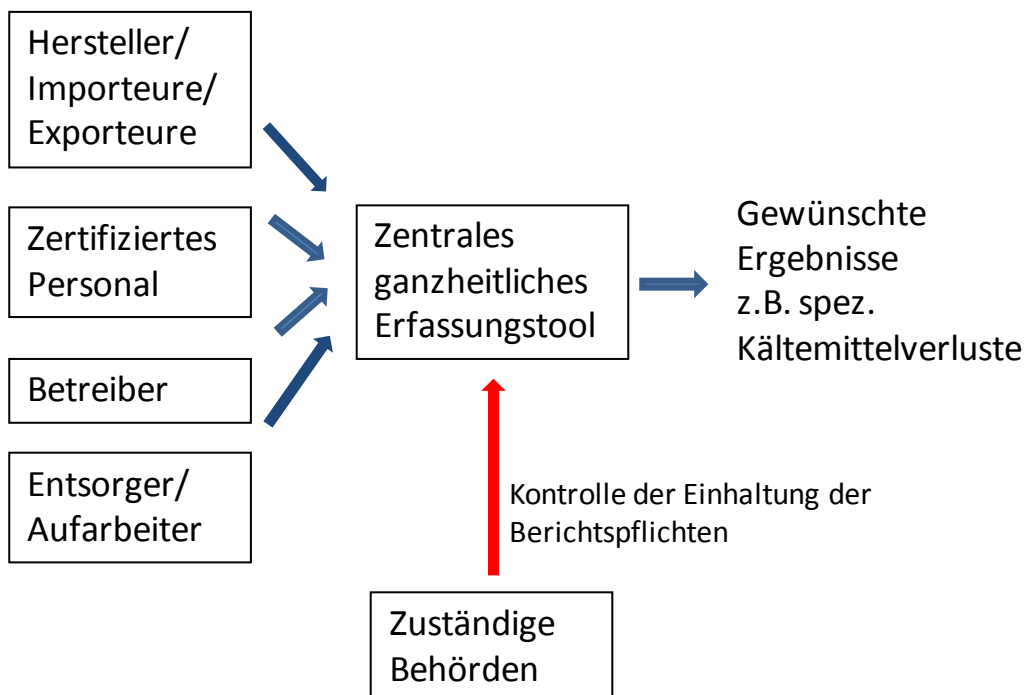 Hersteller/
Importeure/
Exporteure
Zertifiziertes
Personal
Betreiber
Entsorger/
Aufarbeiter
Zentrales
ganzheitliches
Erfassungstool
Gewünschte
Ergebnisse
z.B. spez.
Kältemittelverluste
Kontrolle der Einhaltung der
Berichtspflichten
Zuständige
Behörden